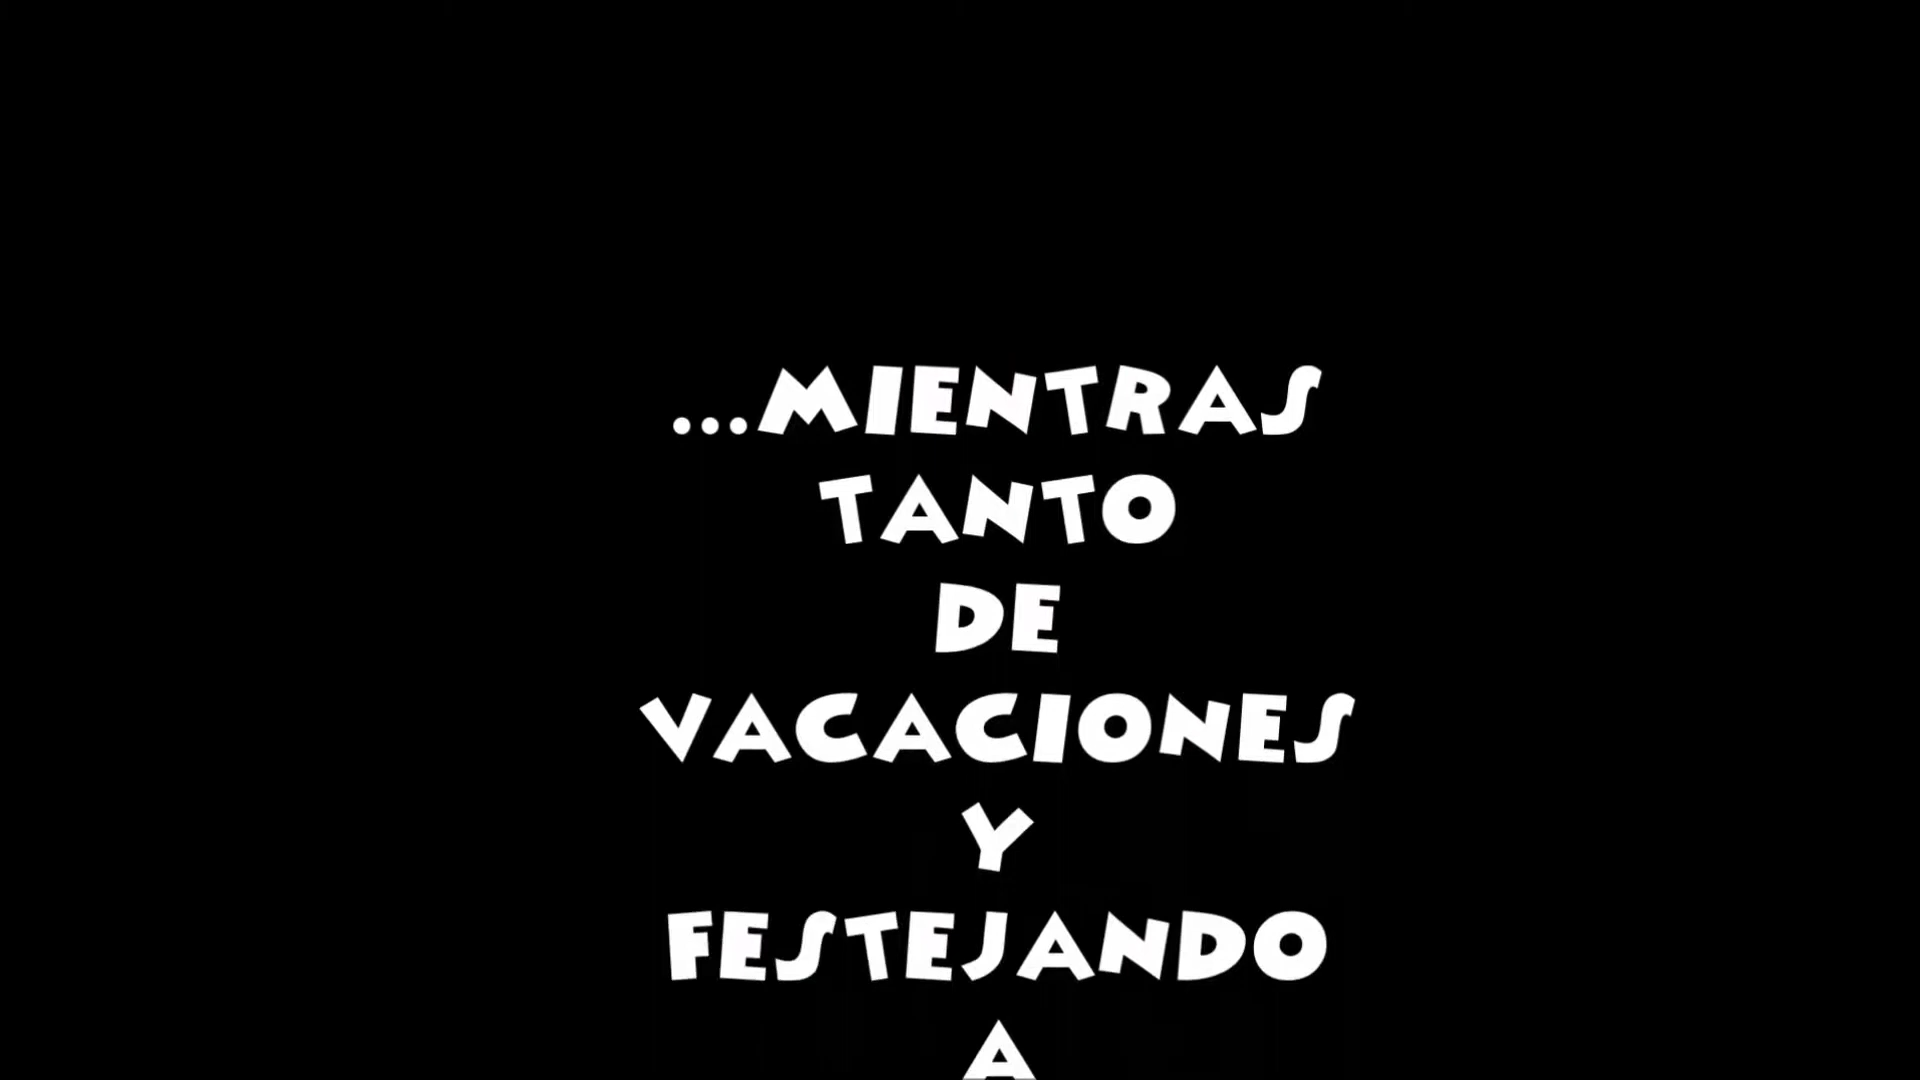 ...MIENTRAS
TANTO
DE
VACACIONES
Y
FESTEJANDO
A